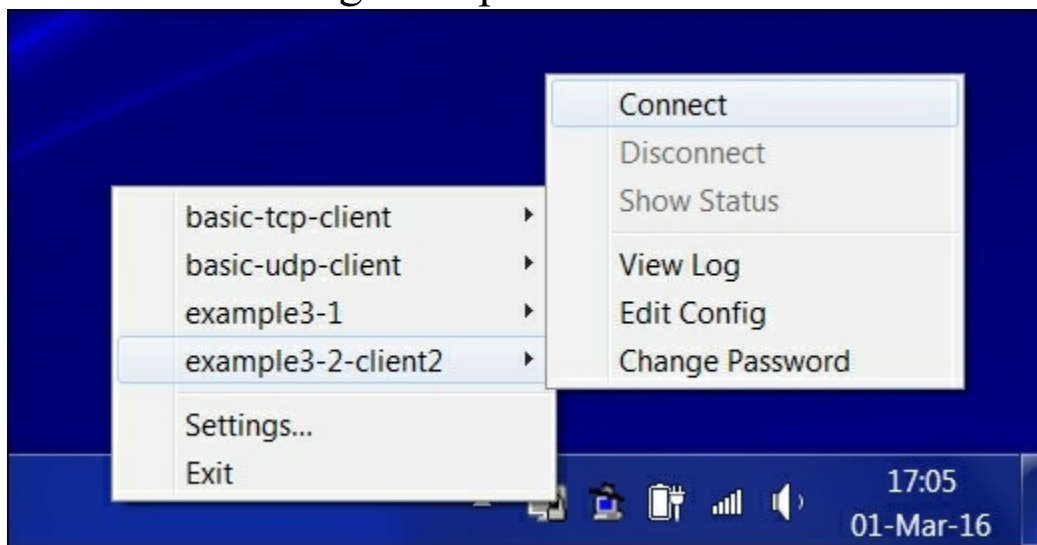 Connect
Disconnect
Show Status
View Log
Edit Config
Change Password
basic-tcp-client
basic-udp-client
example3-1
example3-2-client2
Settings...
Exit
17:05
01-Mar-16